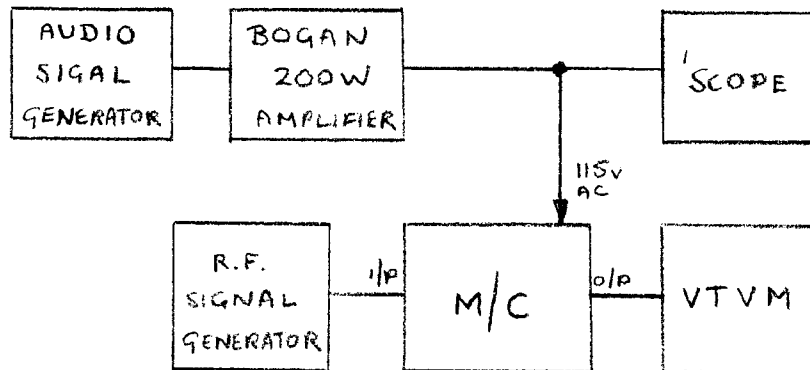 AUDIO
SIGAL
GENERATOR
BOGAN
200W
AMPLIFIER
'SCOPE
115V
AC
R.F.
SIGNAL
GENERATOR
I/P
M/C
O/P
VTVM